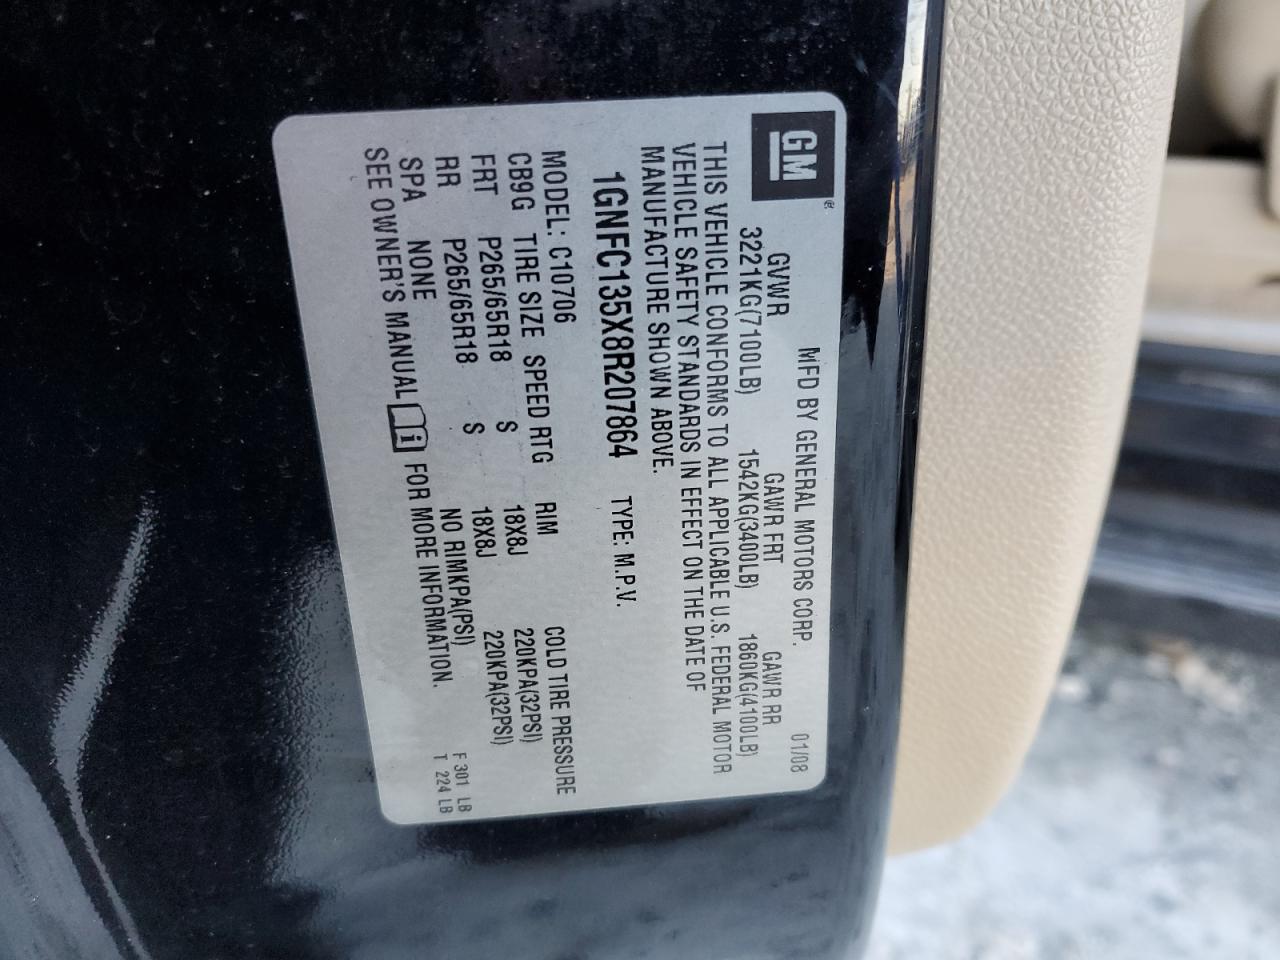 GM®
MFD BY GENERAL MOTORS CORP. 01/08
GVWR GAWR FRT GAWR RR
3221KG(7100LB) 1542KG(3400LB) 1860KG(4100LB)
THIS VEHICLE CONFORMS TO ALL APPLICABLE U.S. FEDERAL MOTOR
VEHICLE SAFETY STANDARDS IN EFFECT ON THE DATE OF
MANUFACTURE SHOWN ABOVE.
1GNFC135X8R207864 TYPE: M.P.V.
MODEL: C10706
CB9G TIRE SIZE SPEED RTG RIM COLD TIRE PRESSURE
FRT P265/65R18 S 18X8J 220KPA(32PSI)
RR P265/65R18 S 18X8J 220KPA(32PSI)
SPA NONE NO RIMKPA(PSI)
SEE OWNER'S MANUAL i FOR MORE INFORMATION.
F 301 LB
T 224 LB